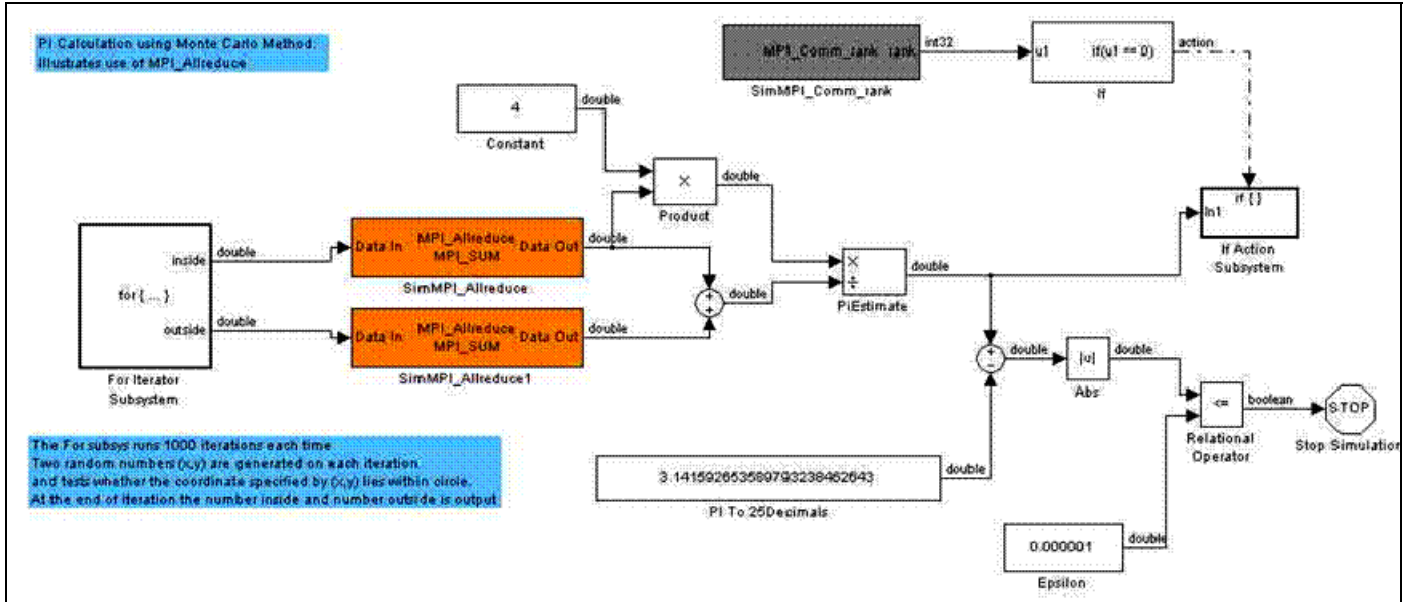 PI Calculation using Monte Carlo Method.
Illustrates use of MPI_Allreduce
MPI_Comm_rank rank
SimMPI_Comm_rank
int32
u1 if(u1 == 0)
If
action
4
Constant
double
×
Product
double
if { }
In1
If Action
Subsystem
inside
for { ... }
outside
For Iterator
Subsystem
double
double
Data In MPI_Allreduce Data Out
MPI_SUM
SimMPI_Allreduce
double
Data In MPI_Allreduce Data Out
MPI_SUM
SimMPI_Allreduce1
double
+
+
double
×
÷
PiEstimate
double
+
-
double
|u|
Abs
double
<=
Relational
Operator
boolean
STOP
Stop Simulation
The For subsys runs 1000 iterations each time
Two random numbers (x,y) are generated on each iteration.
and tests whether the coordinate specified by (x,y) lies within circle.
At the end of iteration the number inside and number outside is output
3.141592653589793238462643
PI To 25Decimals
double
0.000001
Epsilon
double